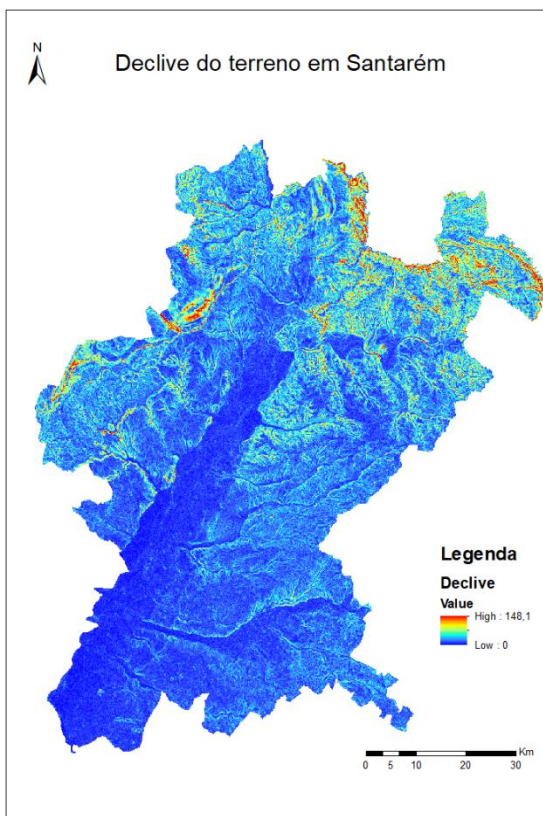 N
Declive do terreno em Santarém
Legenda
Declive
Value
High : 148,1
Low : 0
Km
0 5 10 20 30